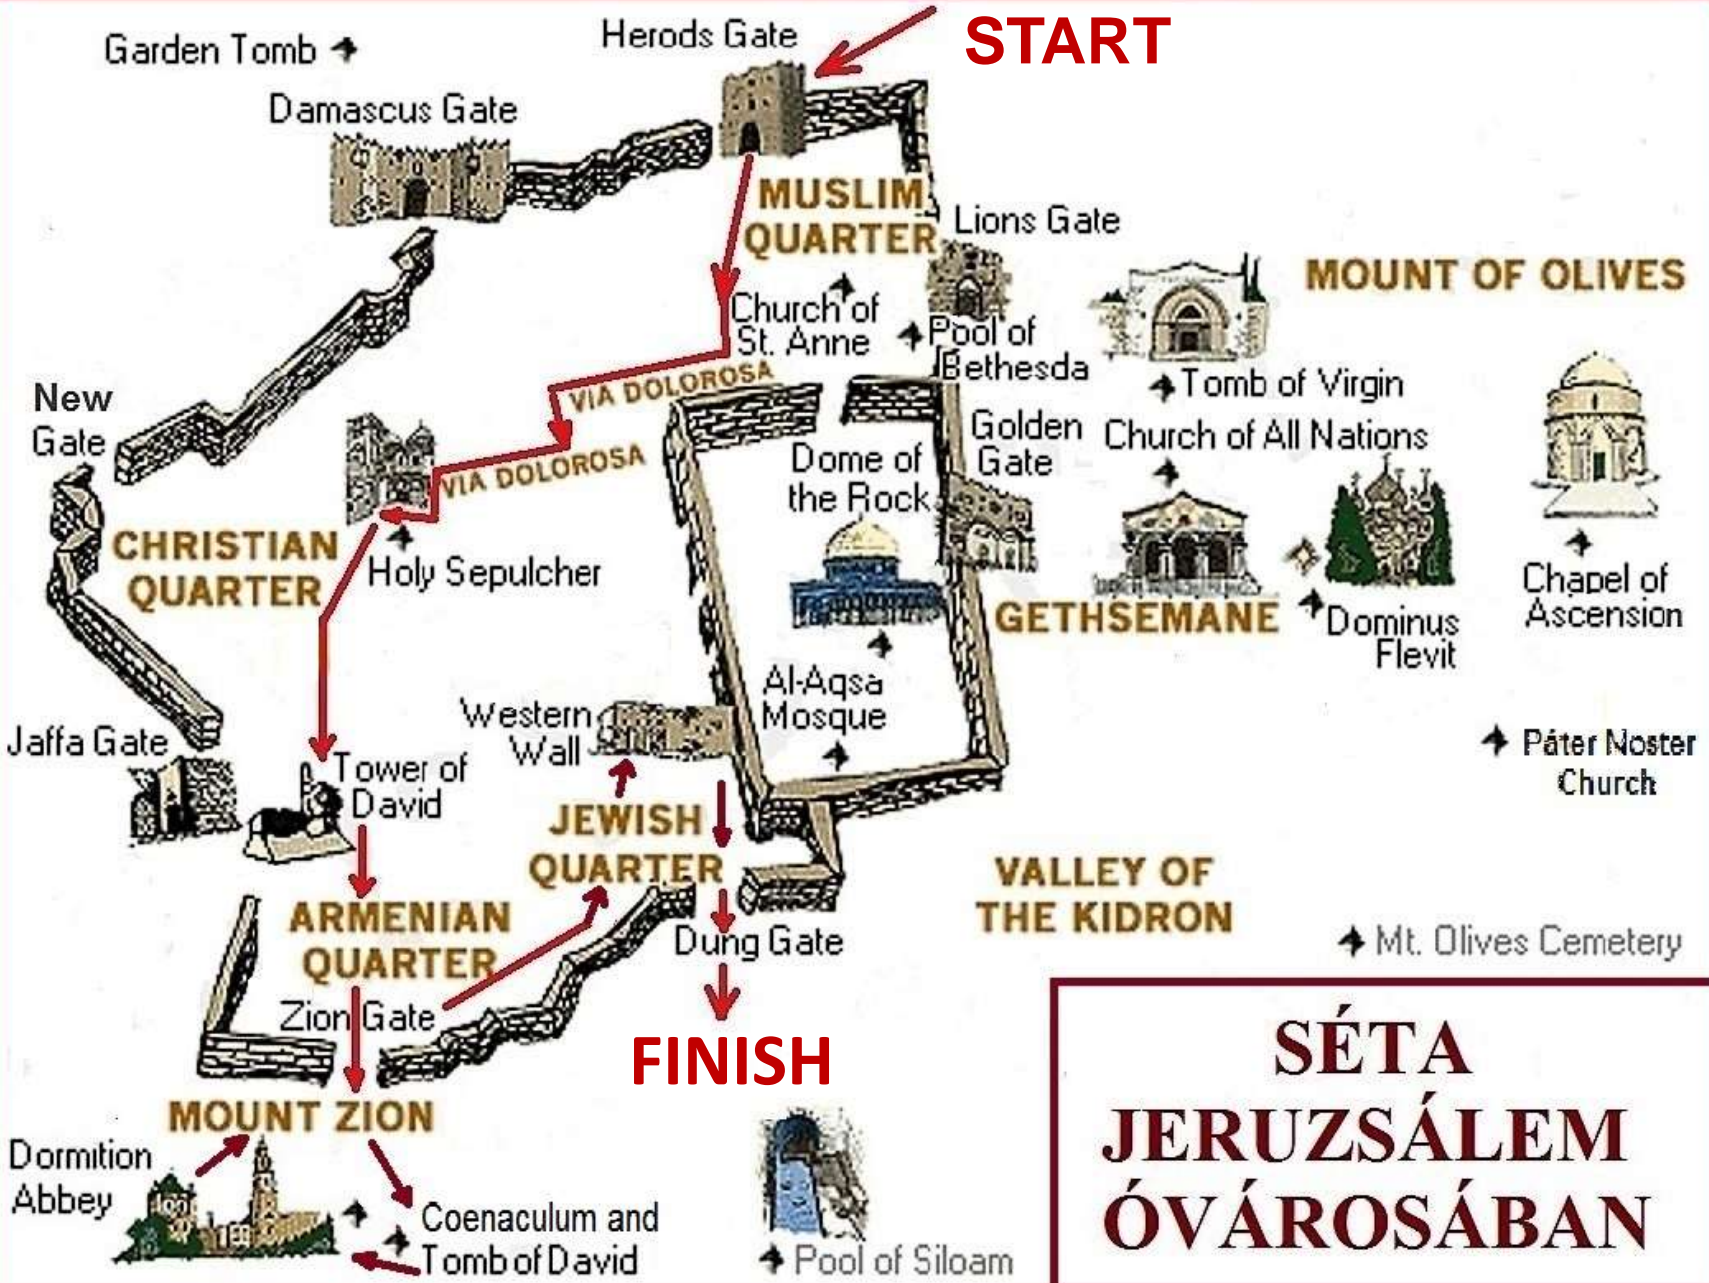 START
Herods Gate
Garden Tomb
Damascus Gate
MUSLIM
QUARTER
Lions Gate
MOUNT OF OLIVES
Church of
St. Anne
Pool of
Bethesda
VIA DOLOROSA
Tomb of Virgin
New
Gate
Golden
Gate
Church of All Nations
VIA DOLOROSA
Dome of
the Rock
CHRISTIAN
QUARTER
Holy Sepulcher
GETHSEMANE
Dominus
Flevit
Chapel of
Ascension
Al-Aqsa
Mosque
Western
Wall
Jaffa Gate
Tower of
David
Páter Noster
Church
JEWISH
QUARTER
VALLEY OF
THE KIDRON
ARMENIAN
QUARTER
Dung Gate
Mt. Olives Cemetery
Zion Gate
FINISH
MOUNT ZION
Dormition
Abbey
Coenaculum and
Tomb of David
Pool of Siloam
SÉTA
JERUZSÁLEM
ÓVÁROSÁBAN